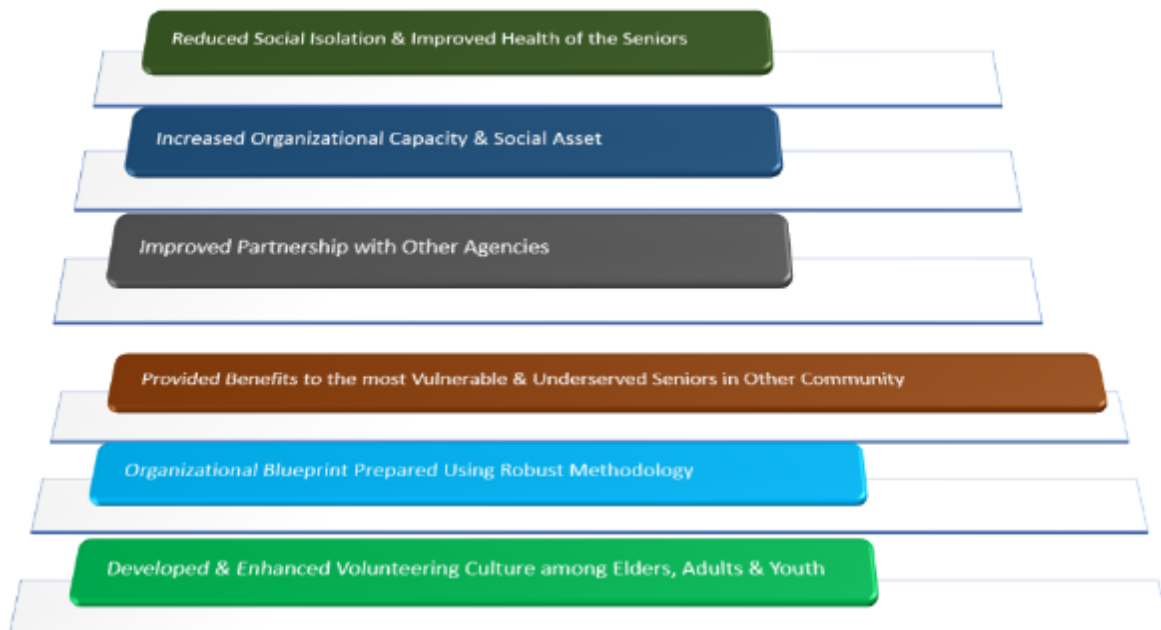 Reduced Social Isolation & Improved Health of the Seniors
Increased Organizational Capacity & Social Asset
Improved Partnership with Other Agencies
Provided Benefits to the most Vulnerable & Underserved Seniors in Other Community
Organizational Blueprint Prepared Using Robust Methodology
Developed & Enhanced Volunteering Culture among Elders, Adults & Youth